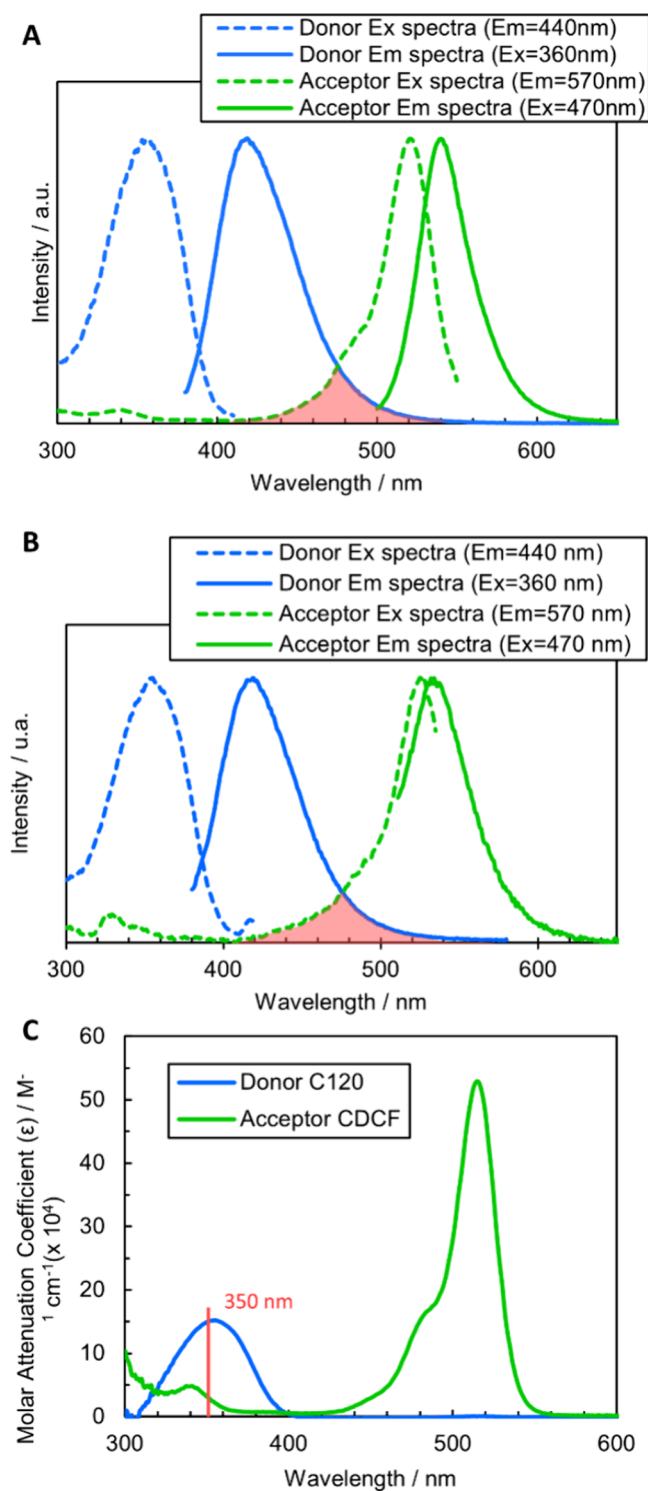 A
Donor Ex spectra (Em=440nm)
Donor Em spectra (Ex=360nm)
Acceptor Ex spectra (Em=570nm)
Acceptor Em spectra (Ex=470nm)
Intensity / a.u.
300 400 500 600
Wavelength / nm
B
Donor Ex spectra (Em=440 nm)
Donor Em spectra (Ex=360 nm)
Acceptor Ex spectra (Em=570 nm)
Acceptor Em spectra (Ex=470 nm)
Intensity / u.a.
300 400 500 600
Wavelength / nm
C
Molar Attenuation Coefficient (ε) / M-
1 cm-1(x 10⁴)
60
50
40
30
20
10
0
Donor C120
Acceptor CDCF
350 nm
300 400 500 600
Wavelength / nm